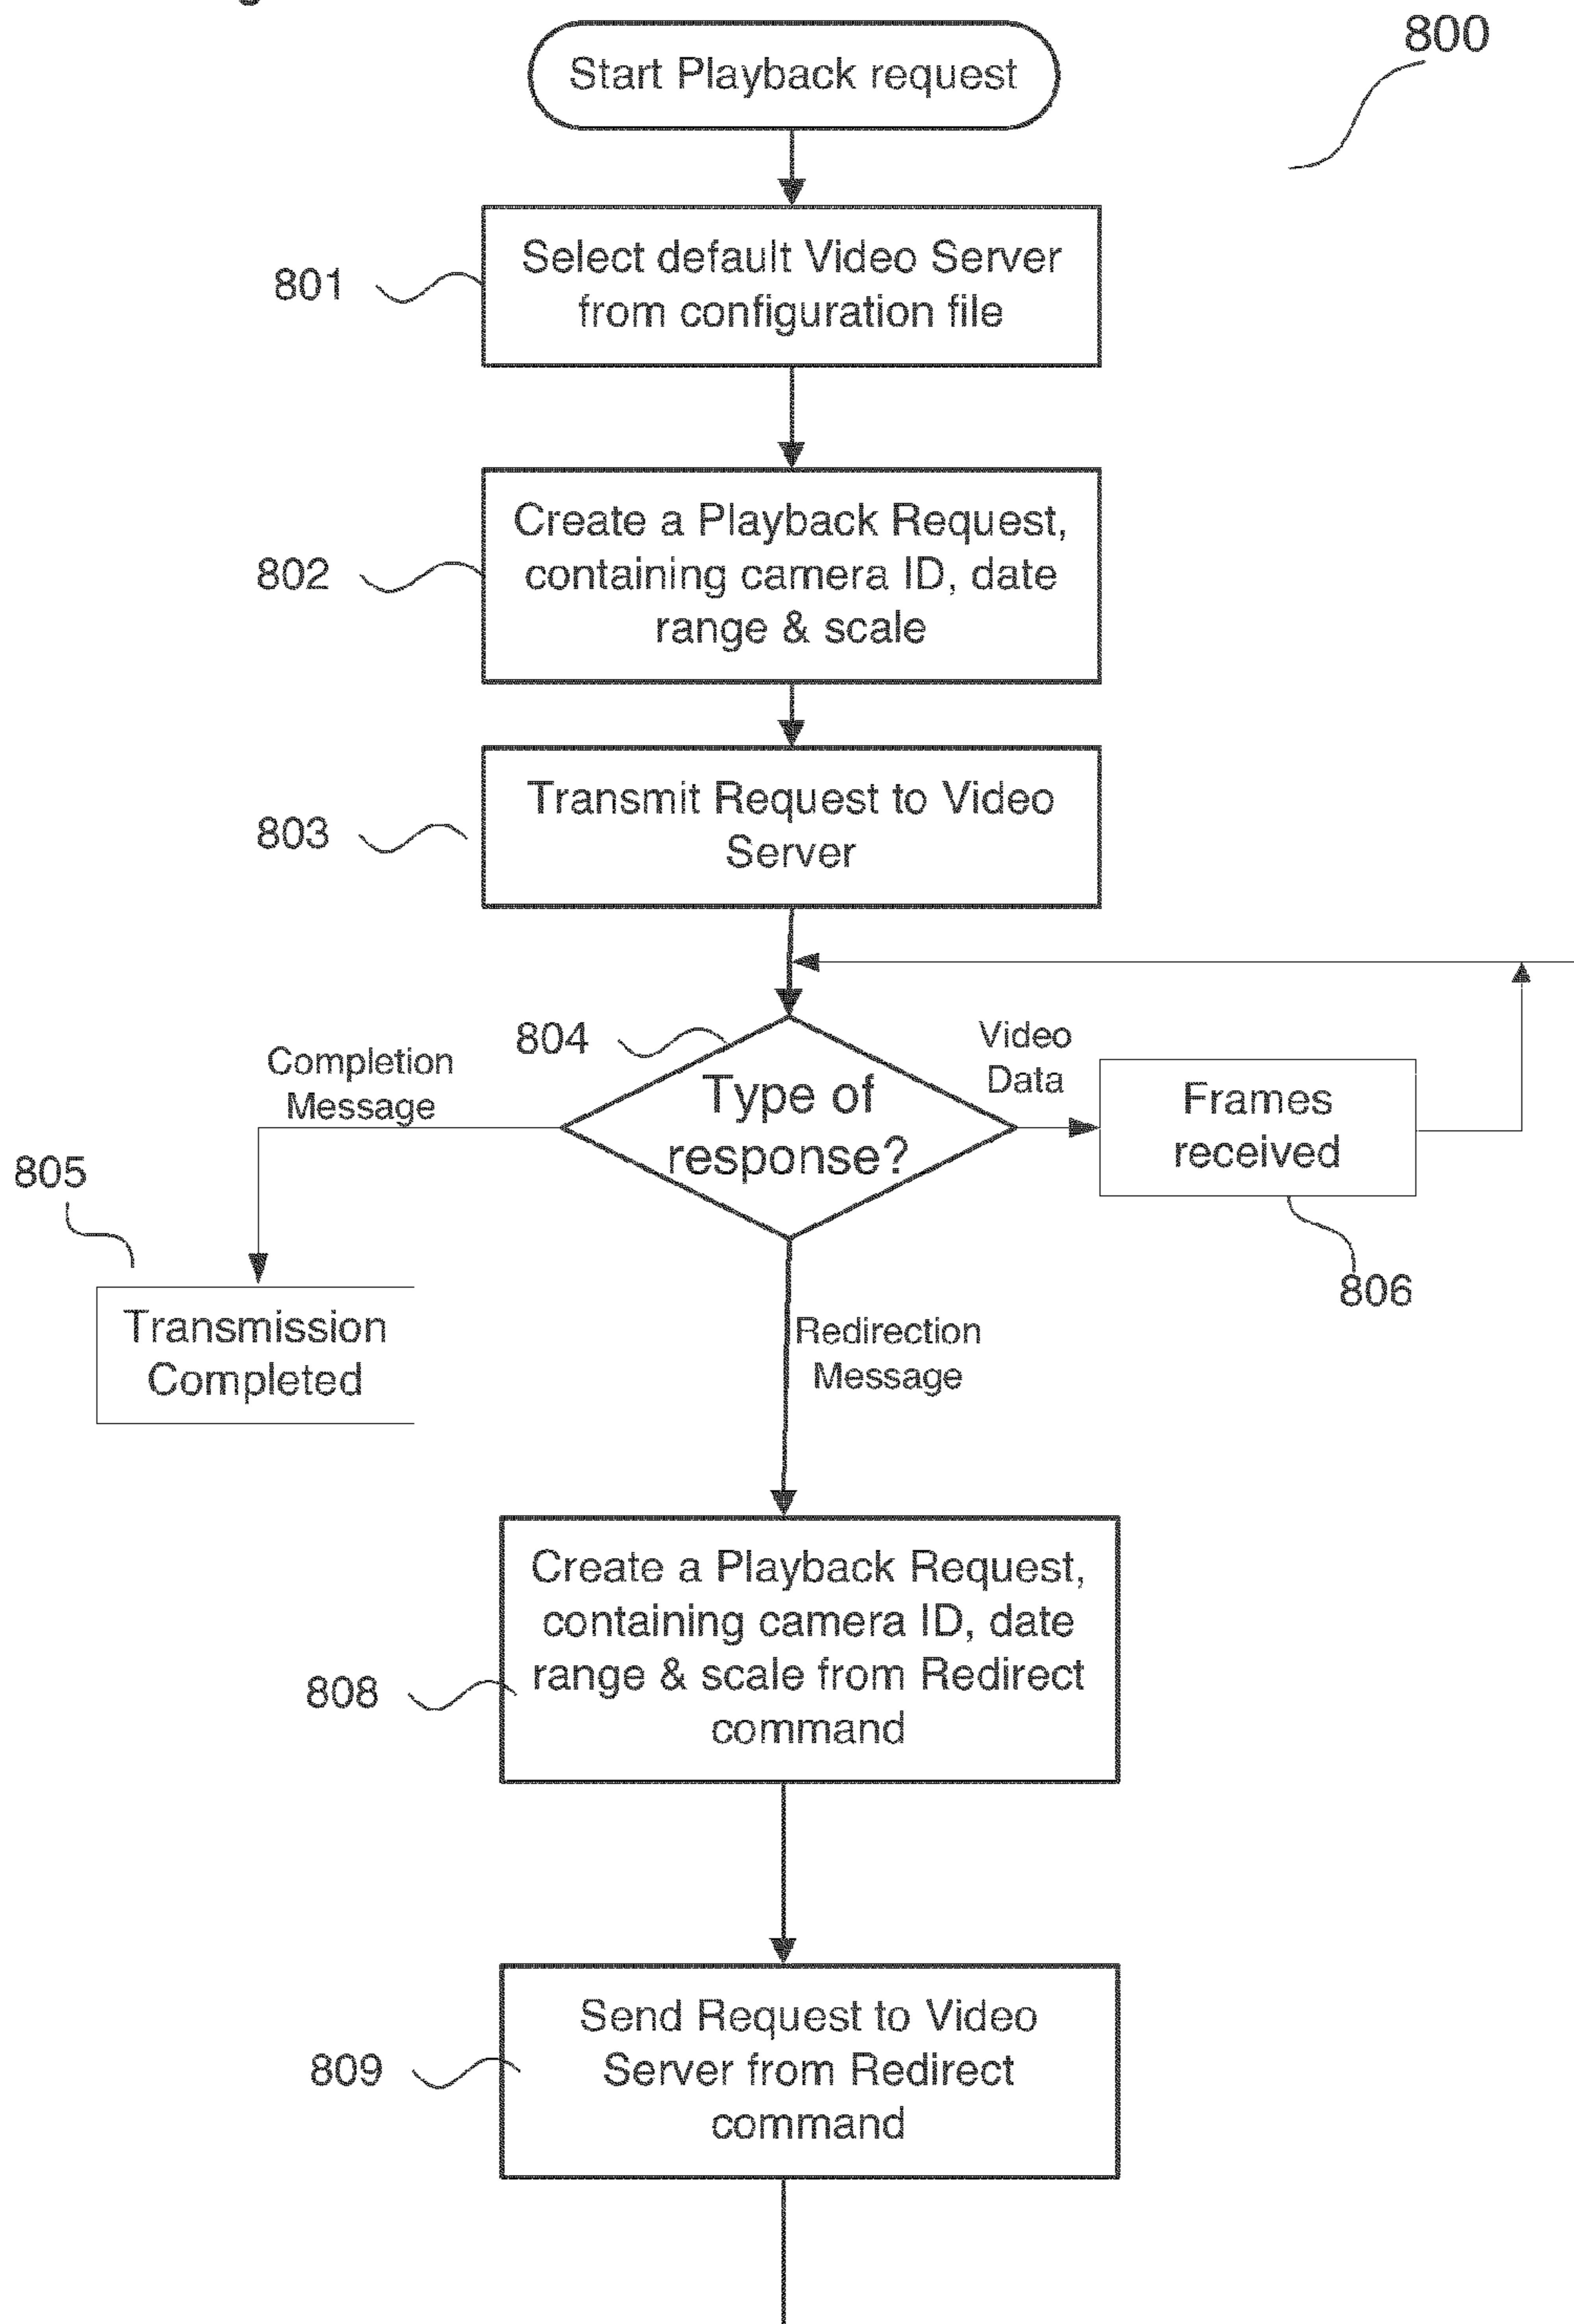 800
Start Playback request
801
Select default Video Server
from configuration file
802
Create a Playback Request,
containing camera ID, date
range & scale
803
Transmit Request to Video
Server
804
Type of
response?
Video
Data
Frames
received
806
Completion
Message
805
Transmission
Completed
Redirection
Message
808
Create a Playback Request,
containing camera ID, date
range & scale from Redirect
command
809
Send Request to Video
Server from Redirect
command